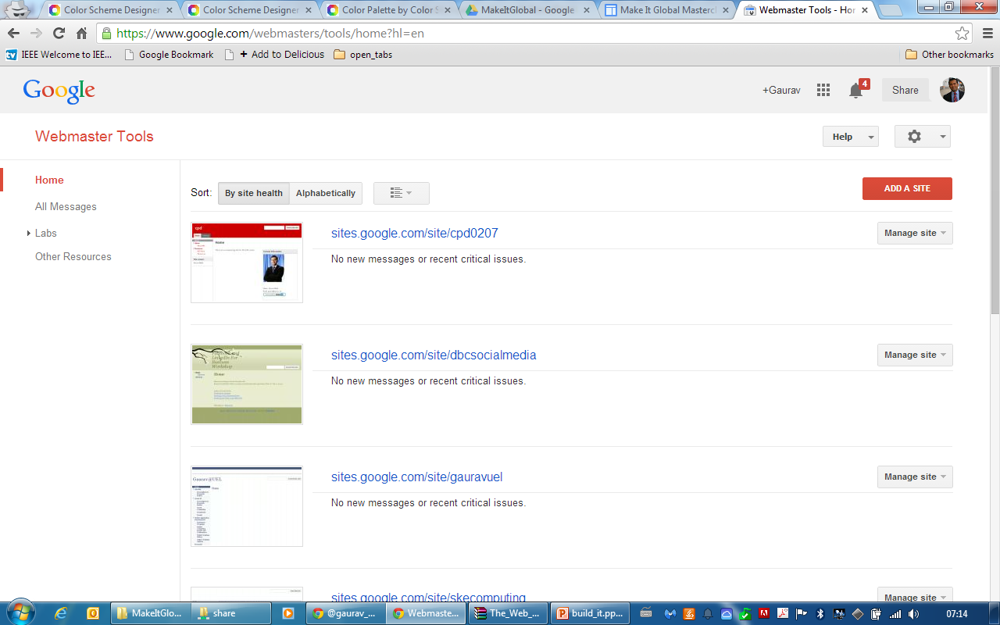 Color Scheme Designer
Color Scheme Designer
Color Palette by Color S
MakeItGlobal - Google
Make It Global Mastercl
Webmaster Tools - Hor
https://www.google.com/webmasters/tools/home?hl=en
IEEE Welcome to IEE...
Google Bookmark
+ Add to Delicious
open_tabs
Other bookmarks
Google
+Gaurav
4
Share
Webmaster Tools
Help
Home
All Messages
Labs
Other Resources
Sort:
By site health
Alphabetically
ADD A SITE
sites.google.com/site/cpd0207
Manage site
No new messages or recent critical issues.
cpd
Home
sites.google.com/site/dbcsocialmedia
Manage site
No new messages or recent critical issues.
sites.google.com/site/gauravuel
Manage site
No new messages or recent critical issues.
Gaurav@UEL
sites.google.com/site/skecomputing
Manage site
MakeItGlo...
share
@gaurav_...
Webmaste...
The_Web_...
build_it.pp...
07:14